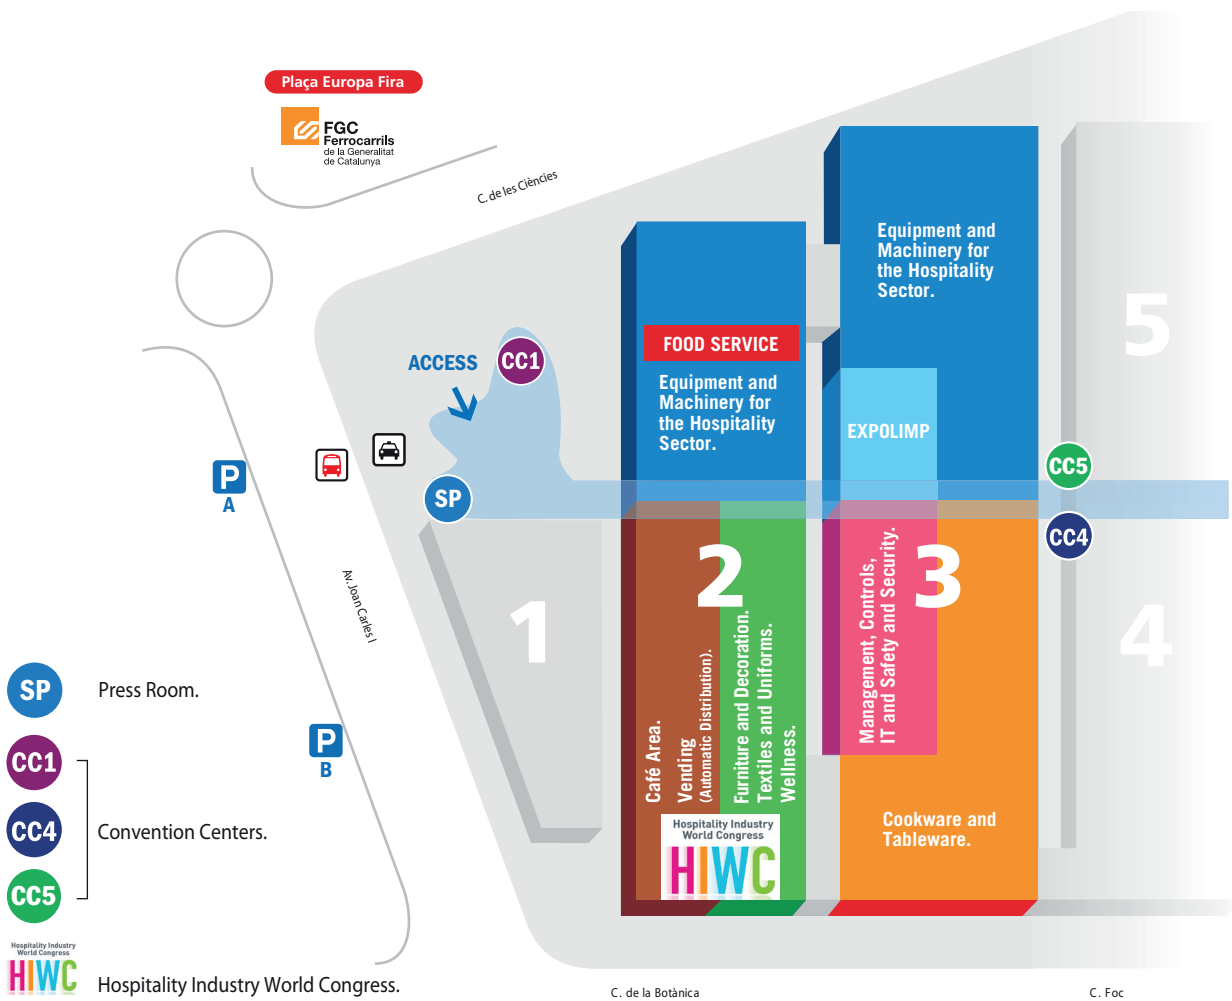 Plaça Europa Fira
FGC
Ferrocarrils
de la Generalitat
de Catalunya
C. de les Ciències
Equipment and
Machinery for
the Hospitality
Sector.
5
FOOD SERVICE
ACCESS
CC1
Equipment and
Machinery for
the Hospitality
Sector.
EXPOLIMP
P
A
SP
CC5
CC4
2
3
1
4
Av. Joan Carles I
Café Area.
Vending
(Automatic Distribution).
Furniture and Decoration.
Textiles and Uniforms.
Wellness.
Management, Controls,
IT and Safety and Security.
P
B
Cookware and
Tableware.
Hospitality Industry
World Congress
HIWC
SP
Press Room.
CC1
CC4
Convention Centers.
CC5
Hospitality Industry
World Congress
HIWC
Hospitality Industry World Congress.
C. de la Botànica
C. Foc